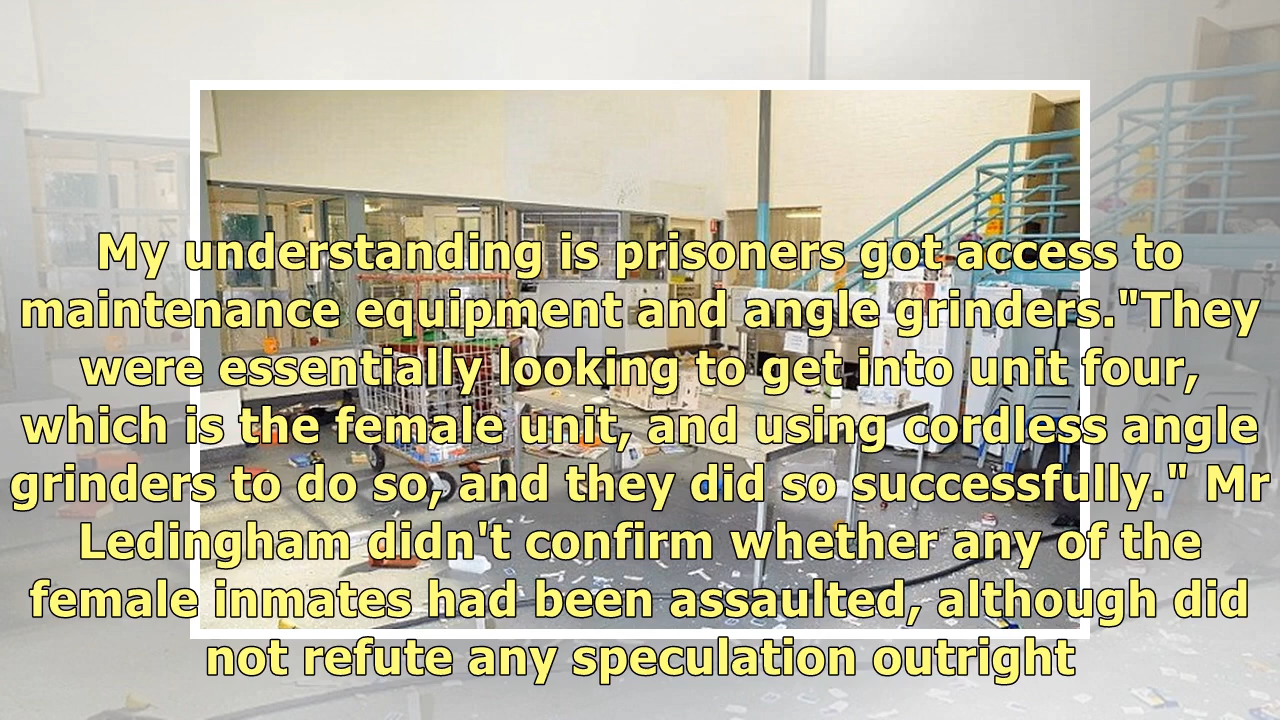 My understanding is prisoners got access to
maintenance equipment and angle grinders."They
were essentially looking to get into unit four,
which is the female unit, and using cordless angle
grinders to do so, and they did so successfully." Mr
Ledingham didn't confirm whether any of the
female inmates had been assaulted, although did
not refute any speculation outright